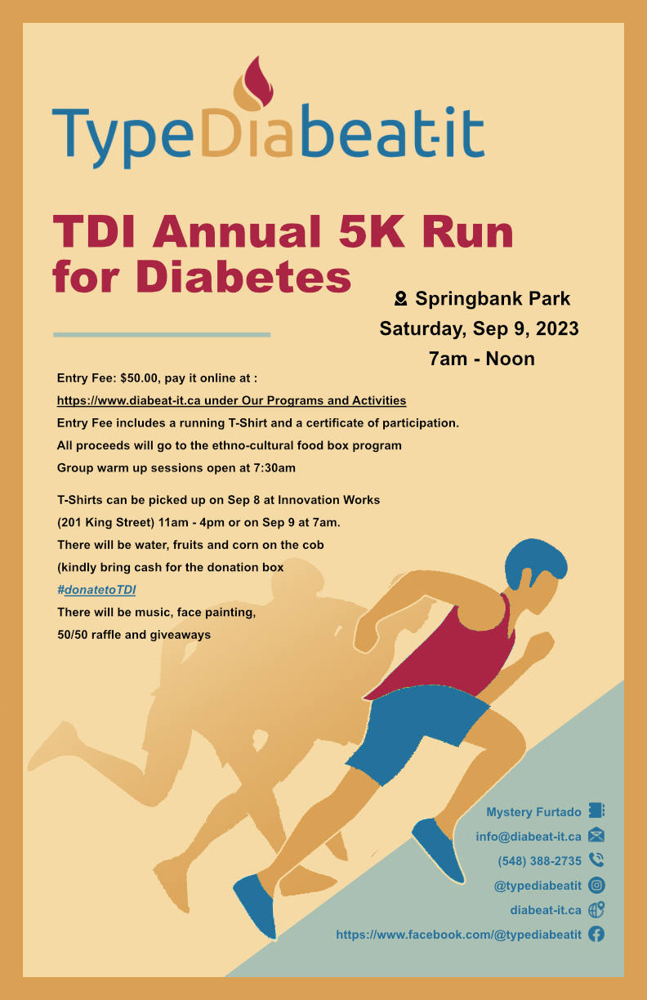 TypeDiabeat-it
TDI Annual 5K Run
for Diabetes
Springbank Park
Saturday, Sep 9, 2023
7am - Noon
Entry Fee: $50.00, pay it online at :
https://www.diabeat-it.ca under Our Programs and Activities
Entry Fee includes a running T-Shirt and a certificate of participation.
All proceeds will go to the ethno-cultural food box program
Group warm up sessions open at 7:30am
T-Shirts can be picked up on Sep 8 at Innovation Works
(201 King Street) 11am - 4pm or on Sep 9 at 7am.
There will be water, fruits and corn on the cob
(kindly bring cash for the donation box
#donatetoTDI
There will be music, face painting,
50/50 raffle and giveaways
Mystery Furtado
info@diabeat-it.ca
(548) 388-2735
@typediabeatit
diabeat-it.ca
https://www.facebook.com/@typediabeatit